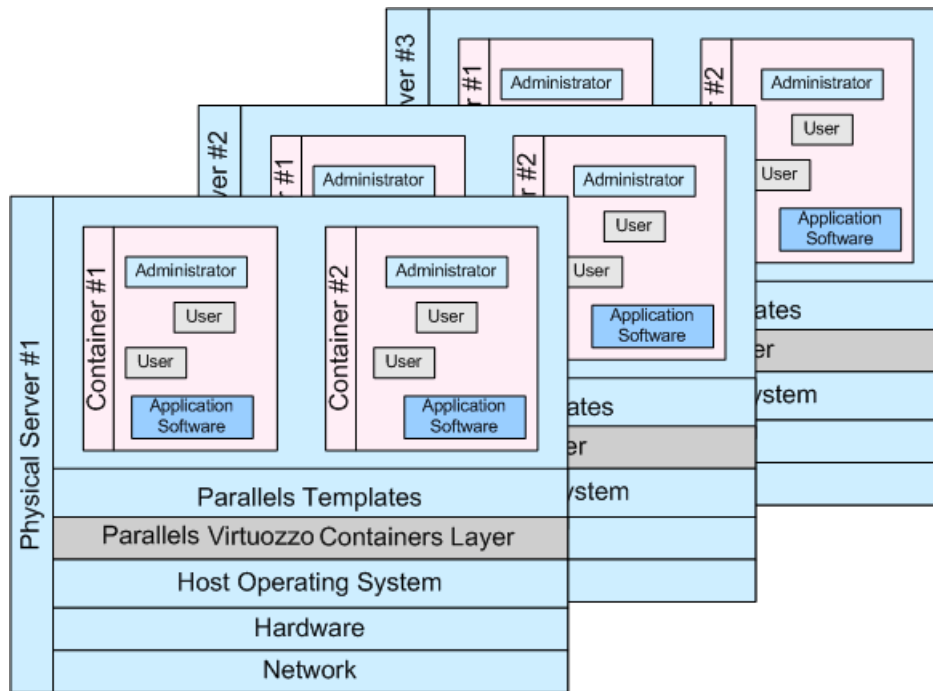 ver #3
r #1
Administrator
r #2
Administrator
User
User
Application
Software
ates
er
ystem
ver #2
r #1
Administrator
r #2
Administrator
User
User
Application
Software
ates
er
ystem
Physical Server #1
Container #1
Administrator
User
User
Application
Software
Container #2
Administrator
User
User
Application
Software
Parallels Templates
Parallels Virtuozzo Containers Layer
Host Operating System
Hardware
Network